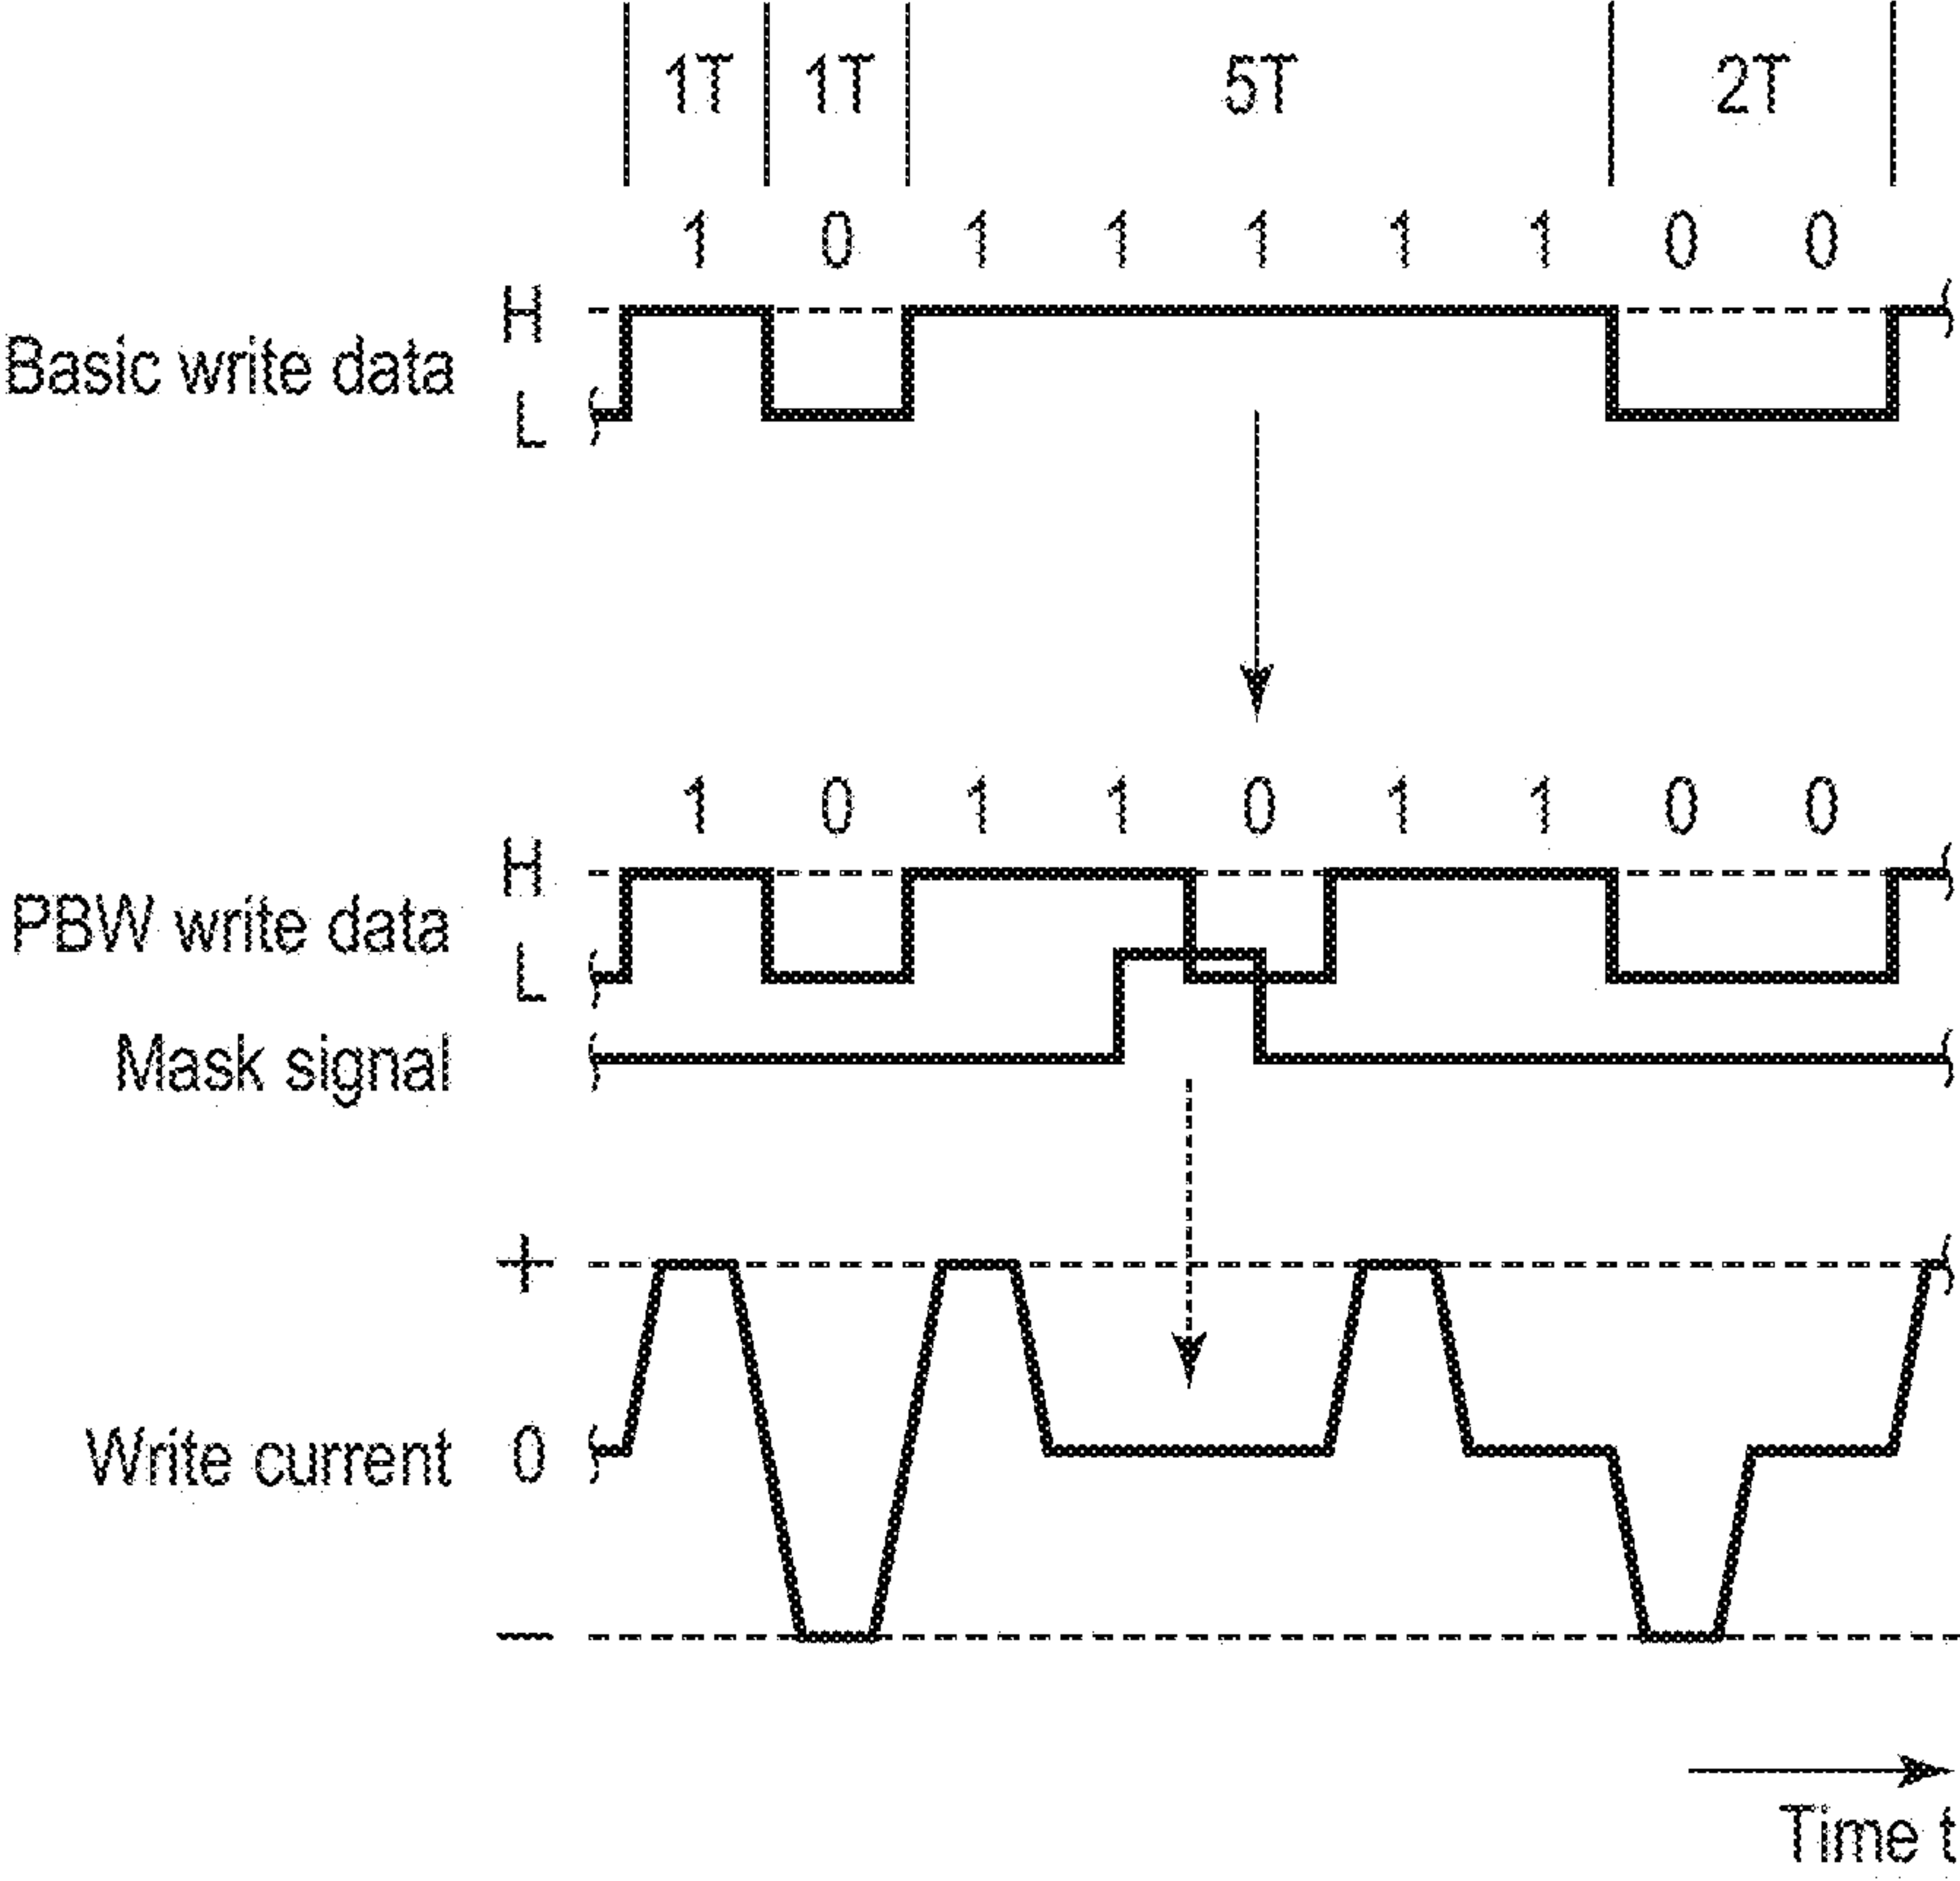 1T 1T 5T 2T
1 0 1 1 1 1 1 0 0
H
Basic write data
L
1 0 1 1 0 1 1 0 0
H
PBW write data
L
Mask signal
+
Write current 0
−
Time t